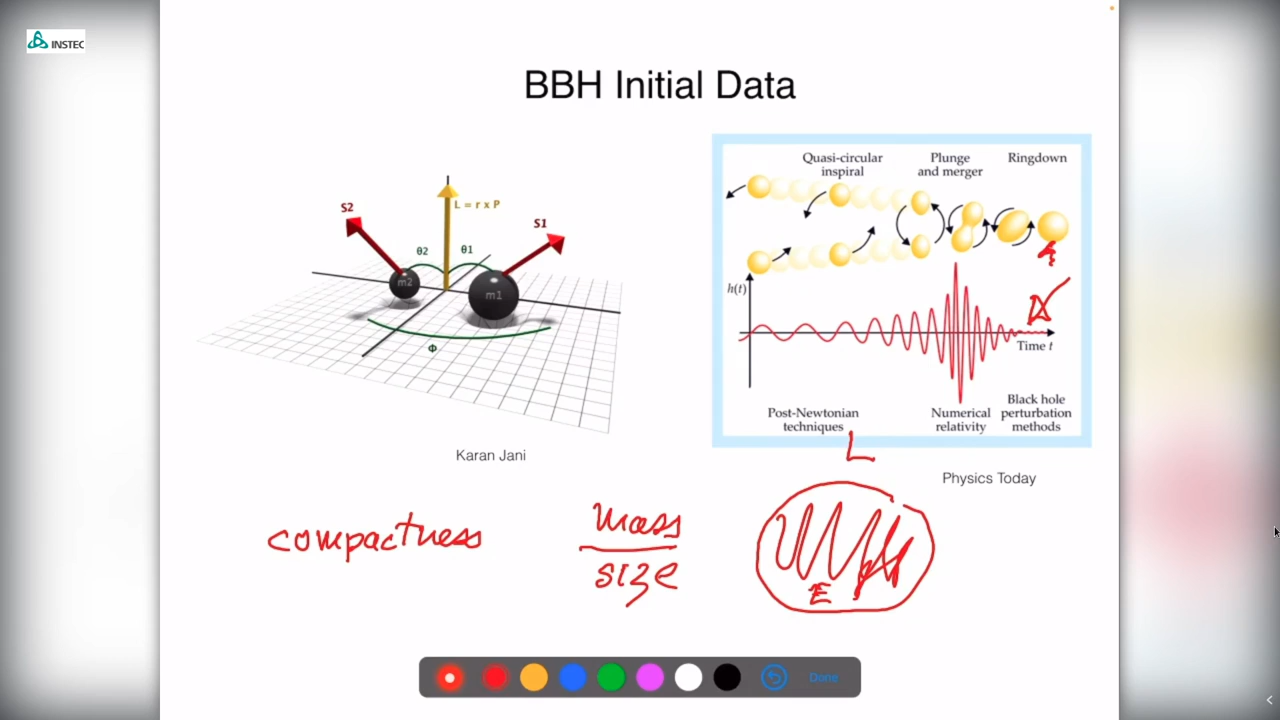 INSTEC
BBH Initial Data
S2
L = r x P
S1
θ2
θ1
m2
m1
Φ
Karan Jani
Quasi-circular
inspiral
Plunge
and merger
Ringdown
h(t)
Time t
Post-Newtonian
techniques
Numerical
relativity
Black hole
perturbation
methods
Physics Today
L
compactness
mass
size
E
Done